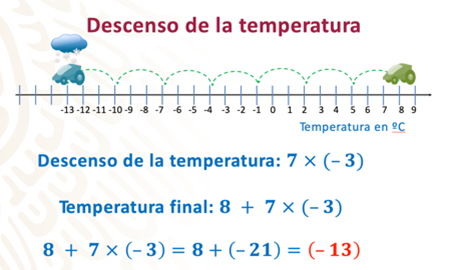 Descenso de la temperatura
-13 -12 -11 -10 -9 -8 -7 -6 -5 -4 -3 -2 -1 0 1 2 3 4 5 6 7 8 9
Temperatura en ºC
Descenso de la temperatura: 7 × (– 3)
Temperatura final: 8 + 7 × (– 3)
8 + 7 × (– 3) = 8 + (– 21) = (– 13)